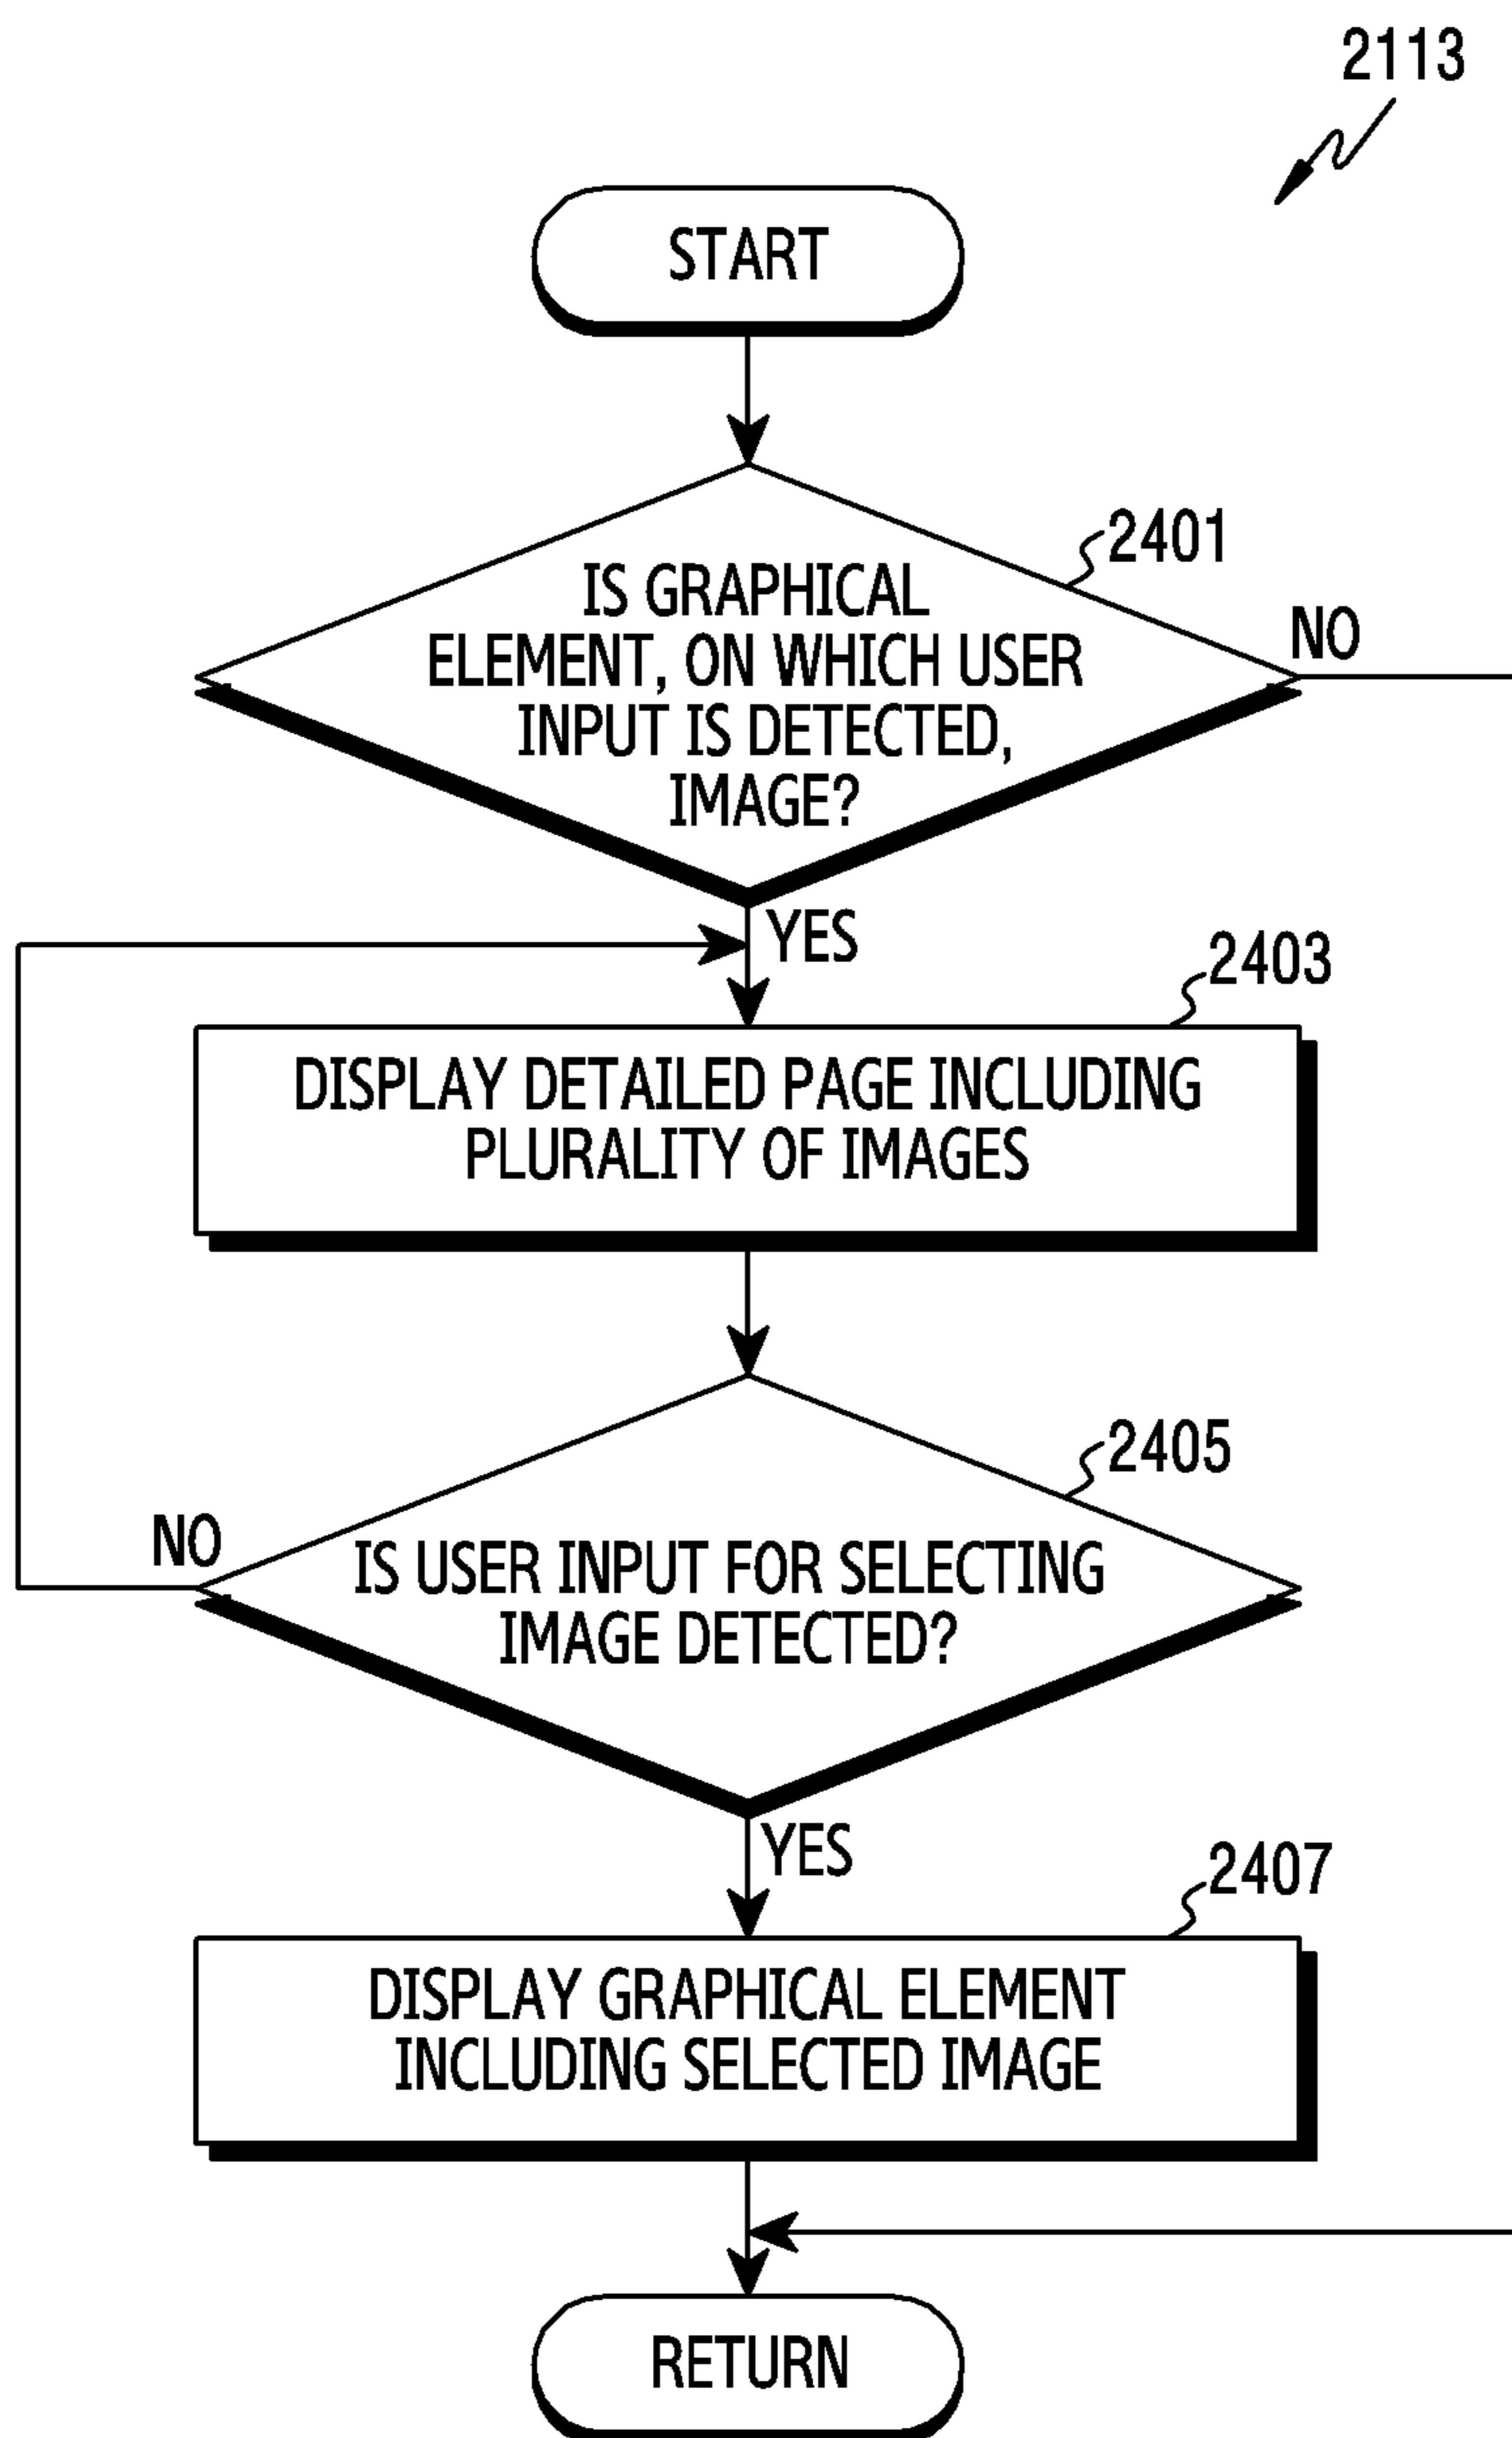 2113
START
2401
IS GRAPHICAL
ELEMENT, ON WHICH USER
INPUT IS DETECTED,
IMAGE?
NO
YES
2403
DISPLAY DETAILED PAGE INCLUDING
PLURALITY OF IMAGES
2405
NO
IS USER INPUT FOR SELECTING
IMAGE DETECTED?
YES
2407
DISPLAY GRAPHICAL ELEMENT
INCLUDING SELECTED IMAGE
RETURN